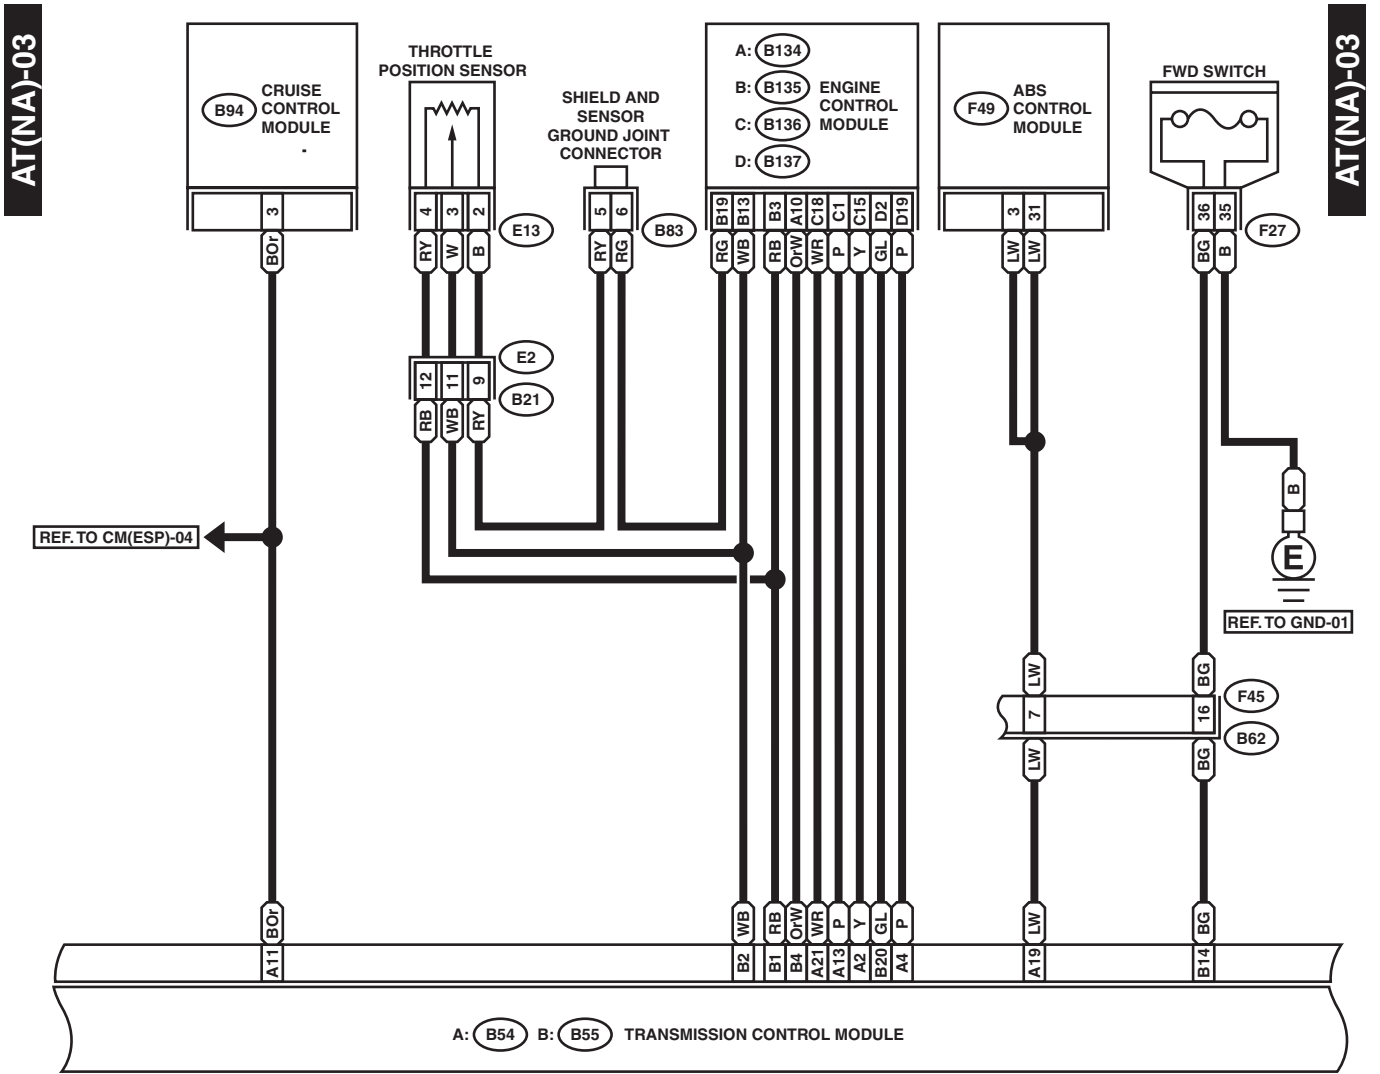 AT(NA)-03
AT(NA)-03
B94
CRUISE
CONTROL
MODULE
-
THROTTLE
POSITION SENSOR
SHIELD AND
SENSOR
GROUND JOINT
CONNECTOR
A: B134
B: B135
C: B136
D: B137
ENGINE
CONTROL
MODULE
F49
ABS
CONTROL
MODULE
FWD SWITCH
3
4 3 2
E13
5 6
B83
B19 B13 B3 A10 C18 C1 C15 D2 D19
3 31
36 35
F27
BOr
RY W B
RY RG
RG WB RB OrW WR P Y GL P
LW LW
BG B
E2
12 11 9
B21
RB WB RY
B
REF. TO CM(ESP)-04
E
REF. TO GND-01
LW
BG
F45
7
16
B62
LW
BG
BOr WB RB OrW WR P Y GL P LW BG
A11 B2 B1 B4 A21 A13 A2 B20 A4 A19 B14
A: B54 B: B55 TRANSMISSION CONTROL MODULE